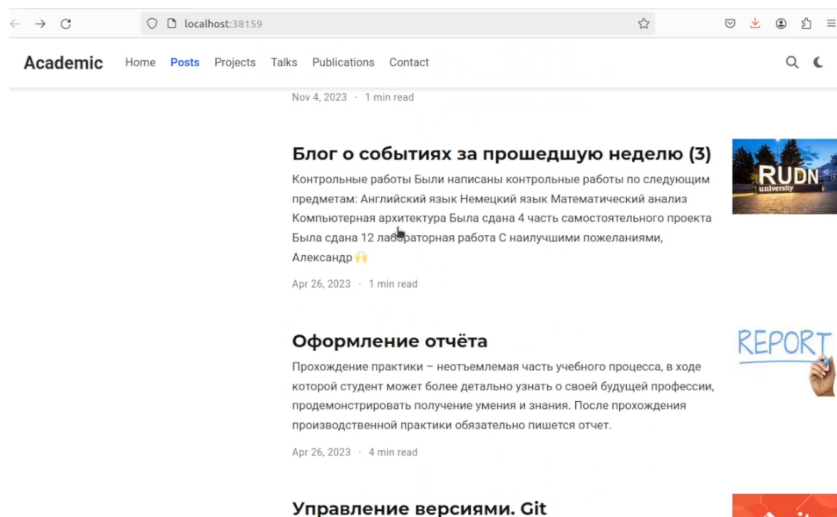 localhost:38159
Academic Home Posts Projects Talks Publications Contact
Nov 4, 2023 · 1 min read
Блог о событиях за прошедшую неделю (3)
Контрольные работы Были написаны контрольные работы по следующим
предметам: Английский язык Немецкий язык Математический анализ
Компьютерная архитектура Была сдана 4 часть самостоятельного проекта
Была сдана 12 лабораторная работа С наилучшими пожеланиями,
Александр 🙌
Apr 26, 2023 · 1 min read
RUDN
university
Оформление отчёта
Прохождение практики – неотъемлемая часть учебного процесса, в ходе
которой студент может более детально узнать о своей будущей профессии,
продемонстрировать получение умения и знания. После прохождения
производственной практики обязательно пишется отчет.
Apr 26, 2023 · 4 min read
REPORT
Управление версиями. Git